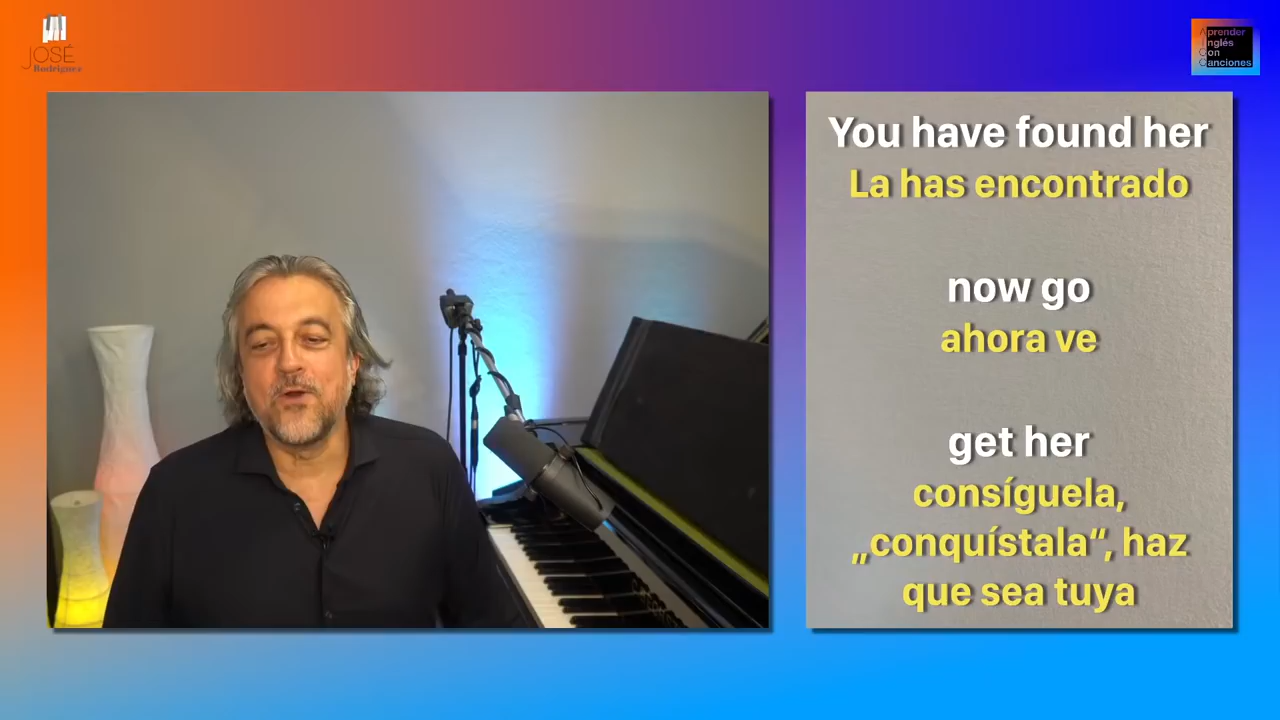 JOSÉ
Rodríguez
Aprender
Inglés
Con
Canciones
You have found her
La has encontrado
now go
ahora ve
get her
consíguela,
„conquístala“, haz
que sea tuya